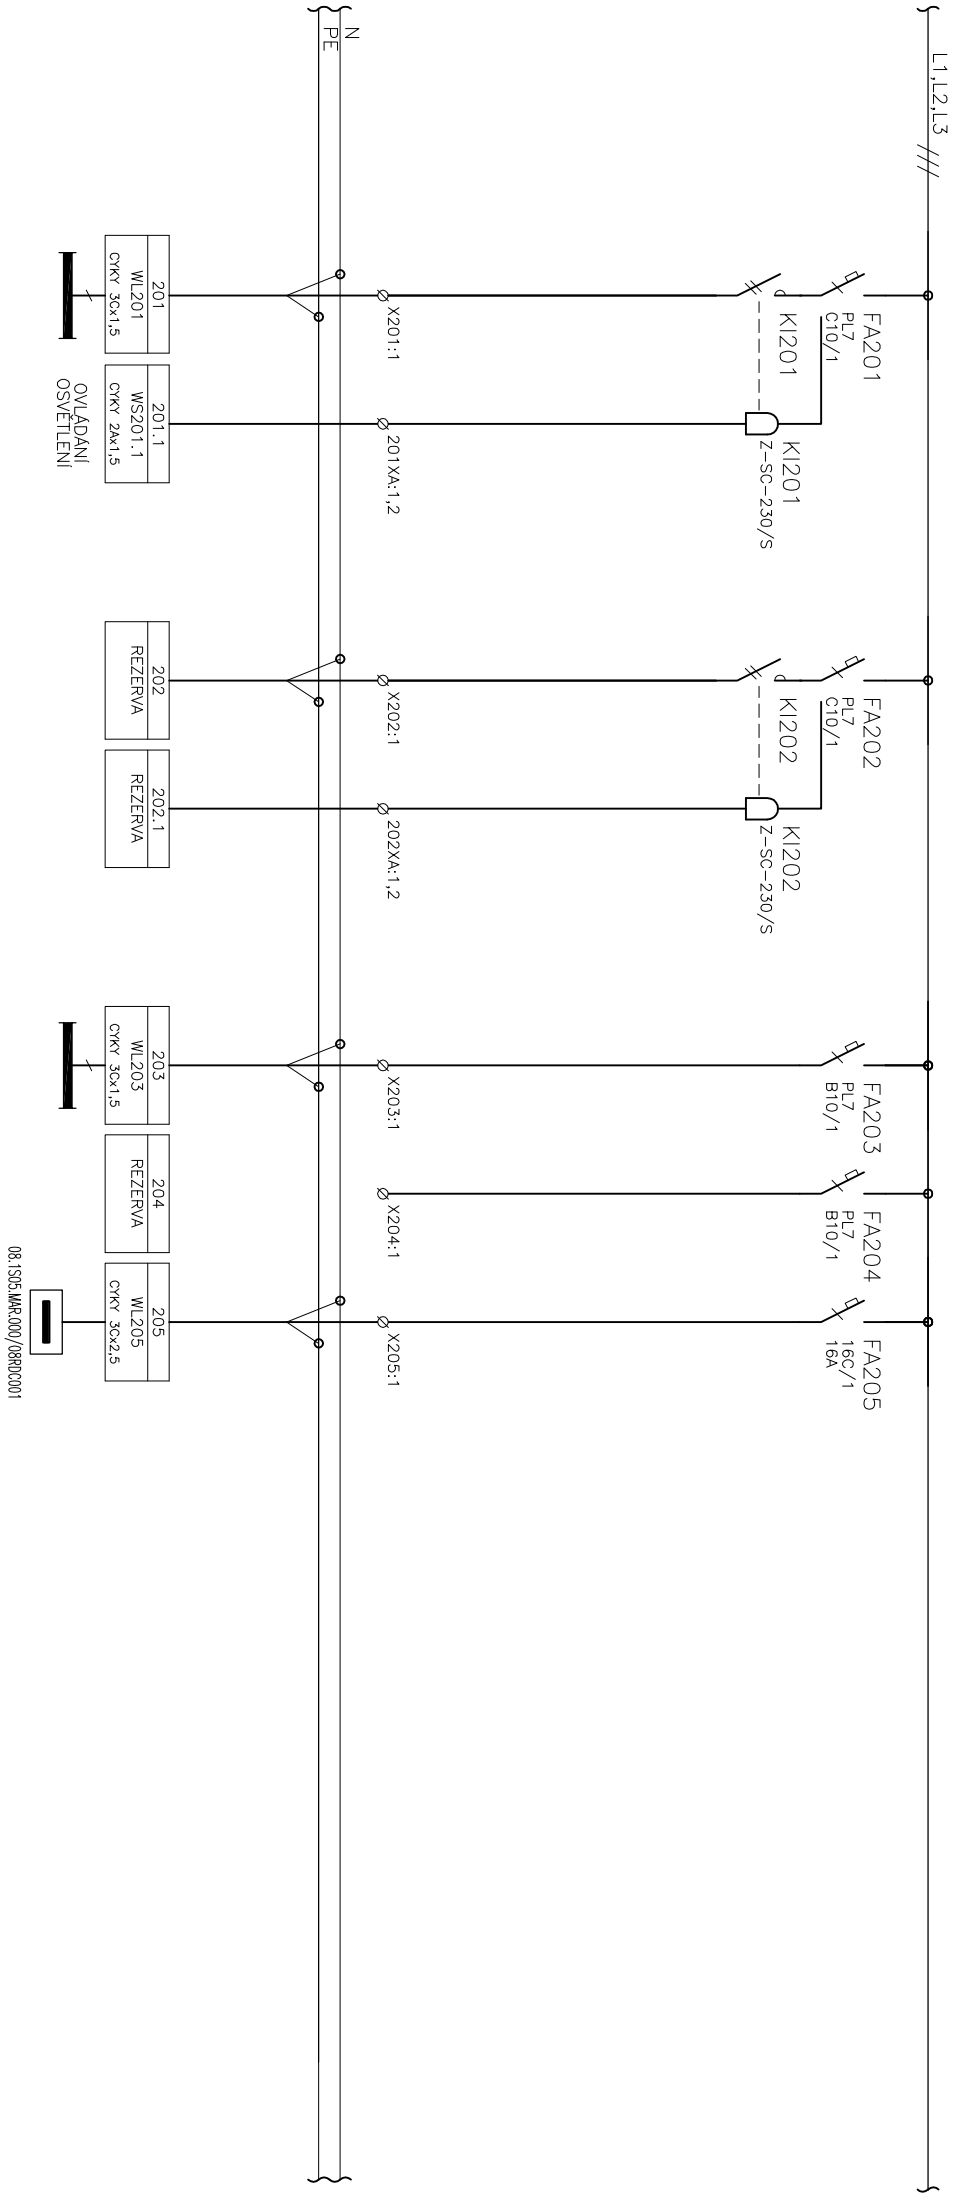 L1,L2,L3
FA201
PL7
C10/1
KI201
KI201
Z-SC-230/S
FA202
PL7
C10/1
KI202
KI202
Z-SC-230/S
FA203
PL7
B10/1
FA204
PL7
B10/1
FA205
16C/1
16A
X201:1
201XA:1,2
X202:1
202XA:1,2
X203:1
X204:1
X205:1
N
PE
201
WL201
CYKY 3Cx1,5
201.1
WS201.1
CYKY 2Ax1,5
202
REZERVA
202.1
REZERVA
203
WL203
CYKY 3Cx1,5
204
REZERVA
205
WL205
CYKY 3Cx2,5
OVLÁDÁNÍ
OSVĚTLENÍ
08.1S05.MAR.000/08RDC001